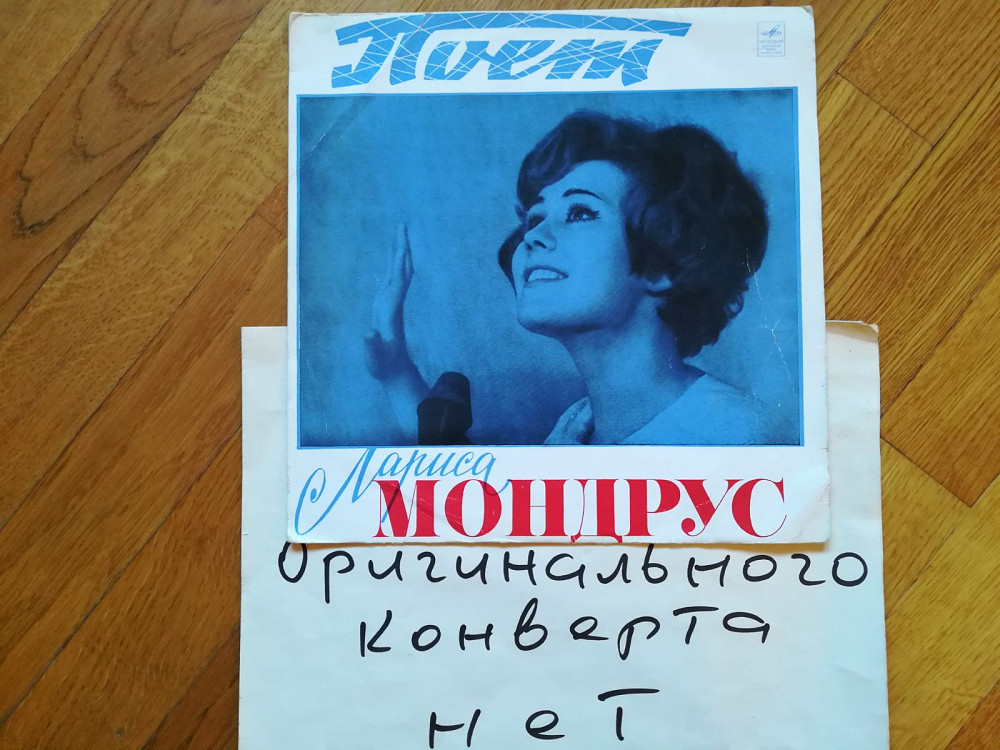 Поет
Лариса
МОНДРУС
Оригинального
конверта
нет